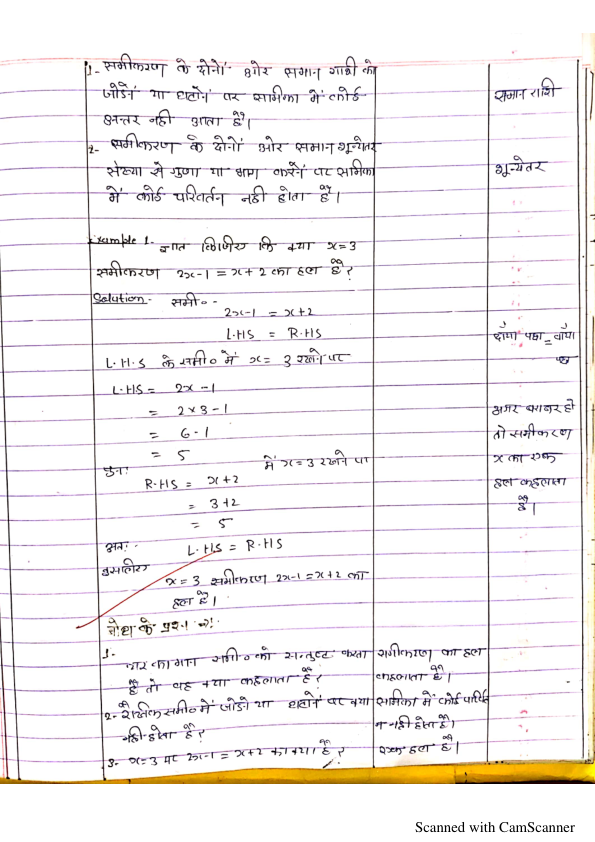 1- समीकरण के दोनों ओर समान राशी को
जोडनें या घटानें पर सामिका में कोई
अन्तर नही आता है।
समान राशि
2- समीकरण के दोनों ओर समान शून्येतर
संख्या से गुणा या भाग करनें पर समिका
में कोई परिवर्तन नही होता है।
शून्येतर
Example 1- ज्ञात किजिए कि क्या x=3
समीकरण 2x-1 = x+2 का हल है?
Solution- समी० -
2x-1 = x+2
L.HS = R.HS
दाँया पक्ष = बाँया
पक्ष
L.H.S के समी० में x= 3 रखनें पर
L.HS = 2x -1
= 2x3-1
= 6-1
= 5
अगर बराबर हो
तो समीकरण
x का एक
हल कहलाता
है।
पुनः में x=3 रखने पर
R.HS = x+2
= 3+2
= 5
अतः L.HS = R.HS
इसलिए
x=3 समीकरण 2x-1=x+2 का
हल है।
बोध के प्रश्न
1-
चर का मान समी० को सन्तुष्ट करता
है तो वह क्या कहलाता है?
समीकरण का हल
कहलाता है।
2- रैखिक समी० में जोडने या घटानें पर क्या
नही होता है?
सामिका में कोई परिवर्त
न नही होता है।
3- x=3 पर 2x-1 = x+2 का क्या है?
एक हल है।
Scanned with CamScanner